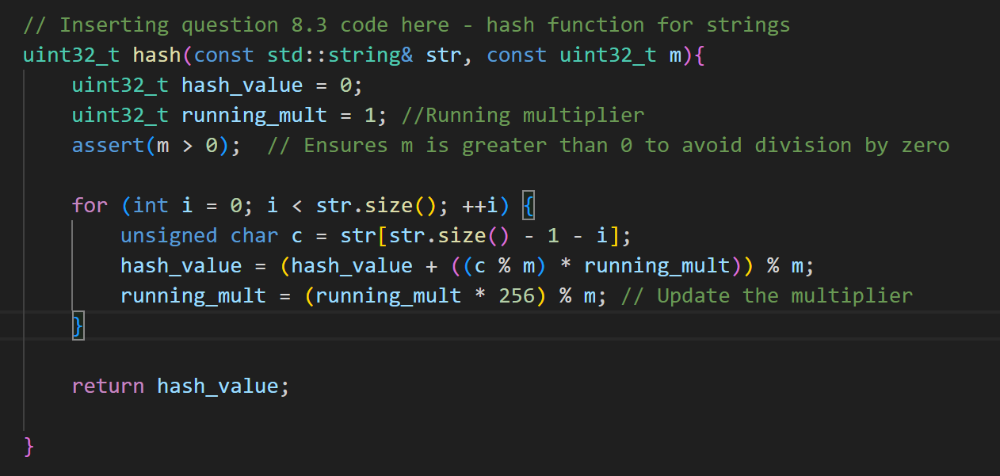 // Inserting question 8.3 code here - hash function for strings
uint32_t hash(const std::string& str, const uint32_t m){
    uint32_t hash_value = 0;
    uint32_t running_mult = 1; //Running multiplier
    assert(m > 0);  // Ensures m is greater than 0 to avoid division by zero

    for (int i = 0; i < str.size(); ++i) {
        unsigned char c = str[str.size() - 1 - i];
        hash_value = (hash_value + ((c % m) * running_mult)) % m;
        running_mult = (running_mult * 256) % m; // Update the multiplier
    }

    return hash_value;

}